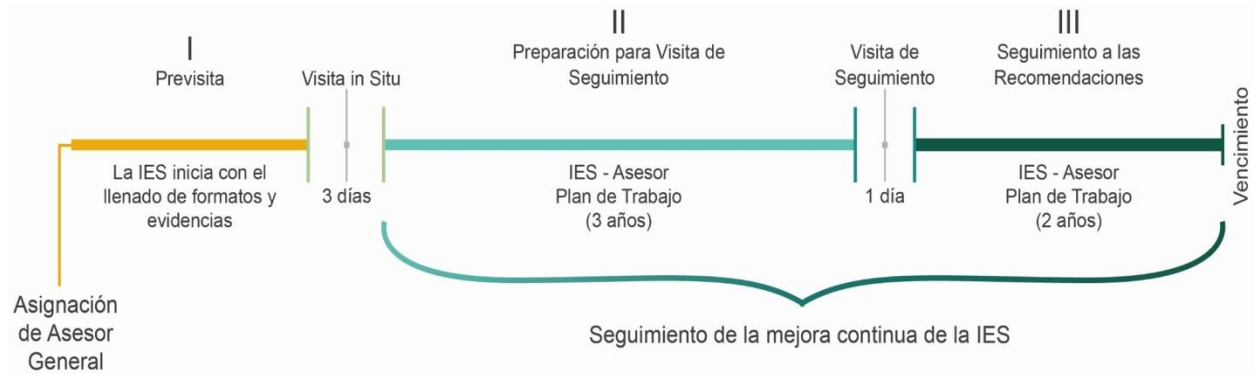 I
Previsita
La IES inicia con el
llenado de formatos y
evidencias
Asignación
de Asesor
General
Visita in Situ
3 días
II
Preparación para Visita de
Seguimiento
IES - Asesor
Plan de Trabajo
(3 años)
Visita de
Seguimiento
1 día
III
Seguimiento a las
Recomendaciones
IES - Asesor
Plan de Trabajo
(2 años)
Vencimiento
Seguimiento de la mejora continua de la IES